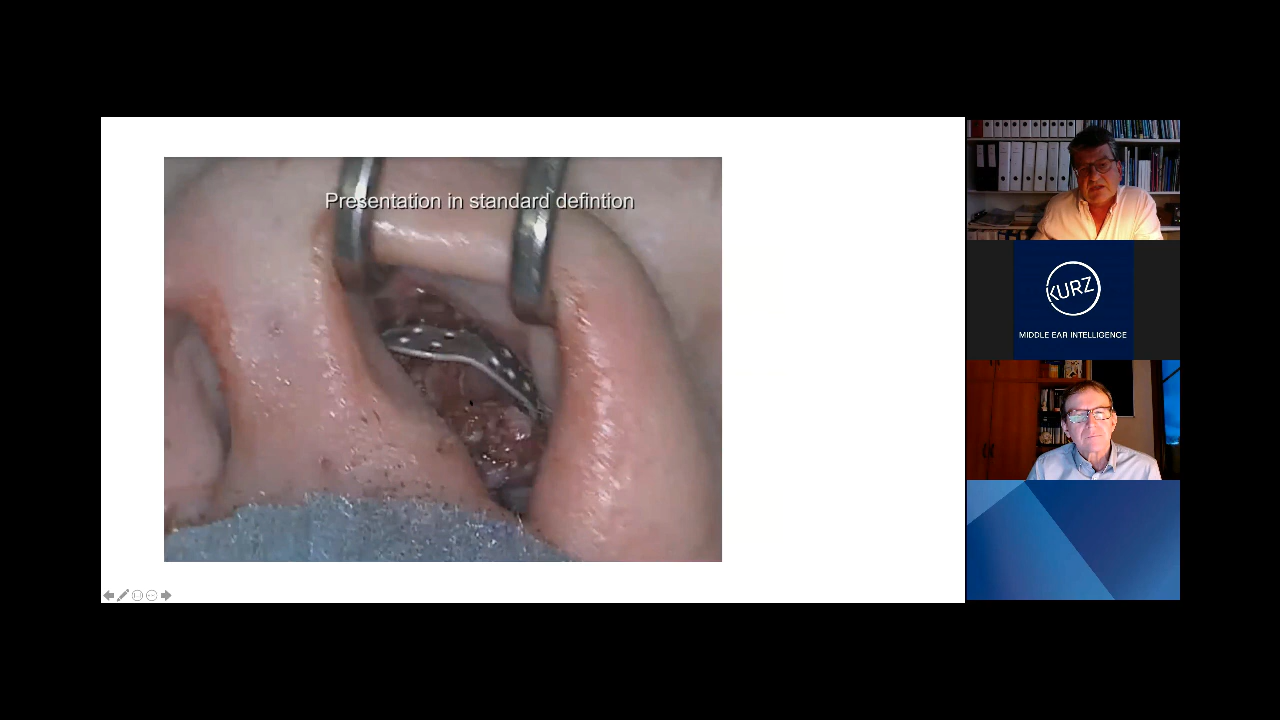 Presentation in standard defintion
KURZ
MIDDLE EAR INTELLIGENCE